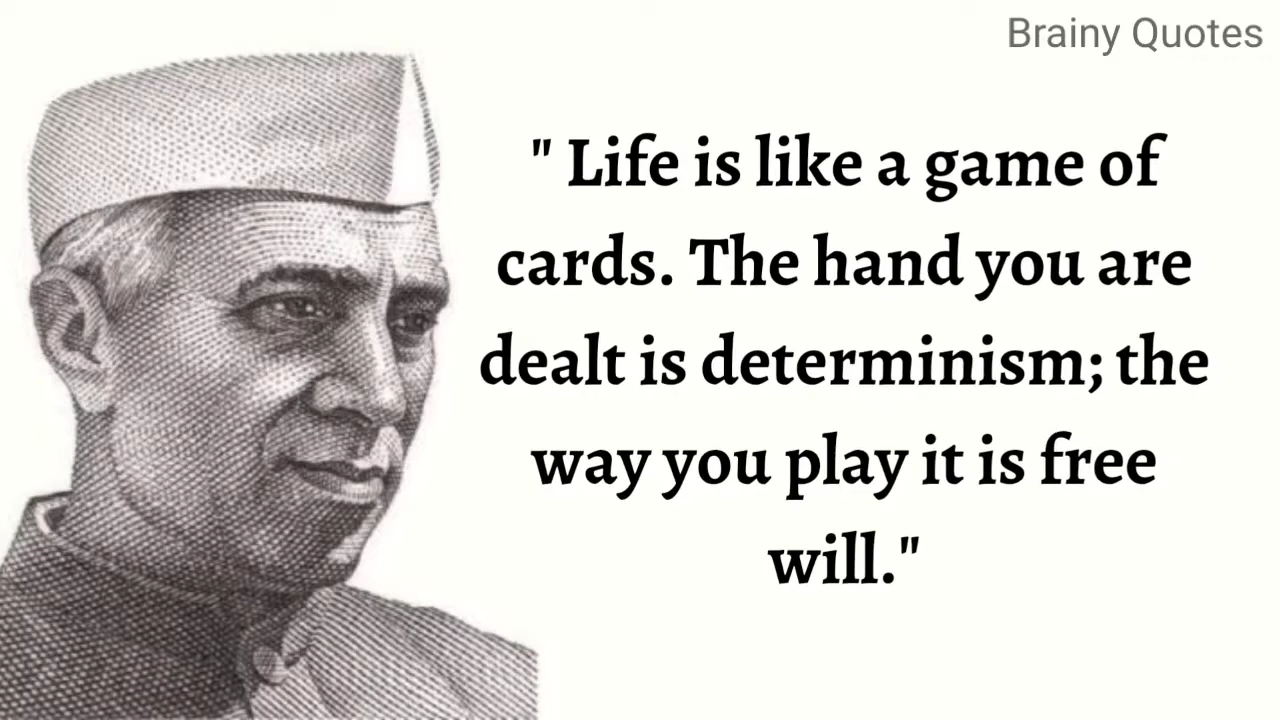 Brainy Quotes
" Life is like a game of
cards. The hand you are
dealt is determinism; the
way you play it is free
will."